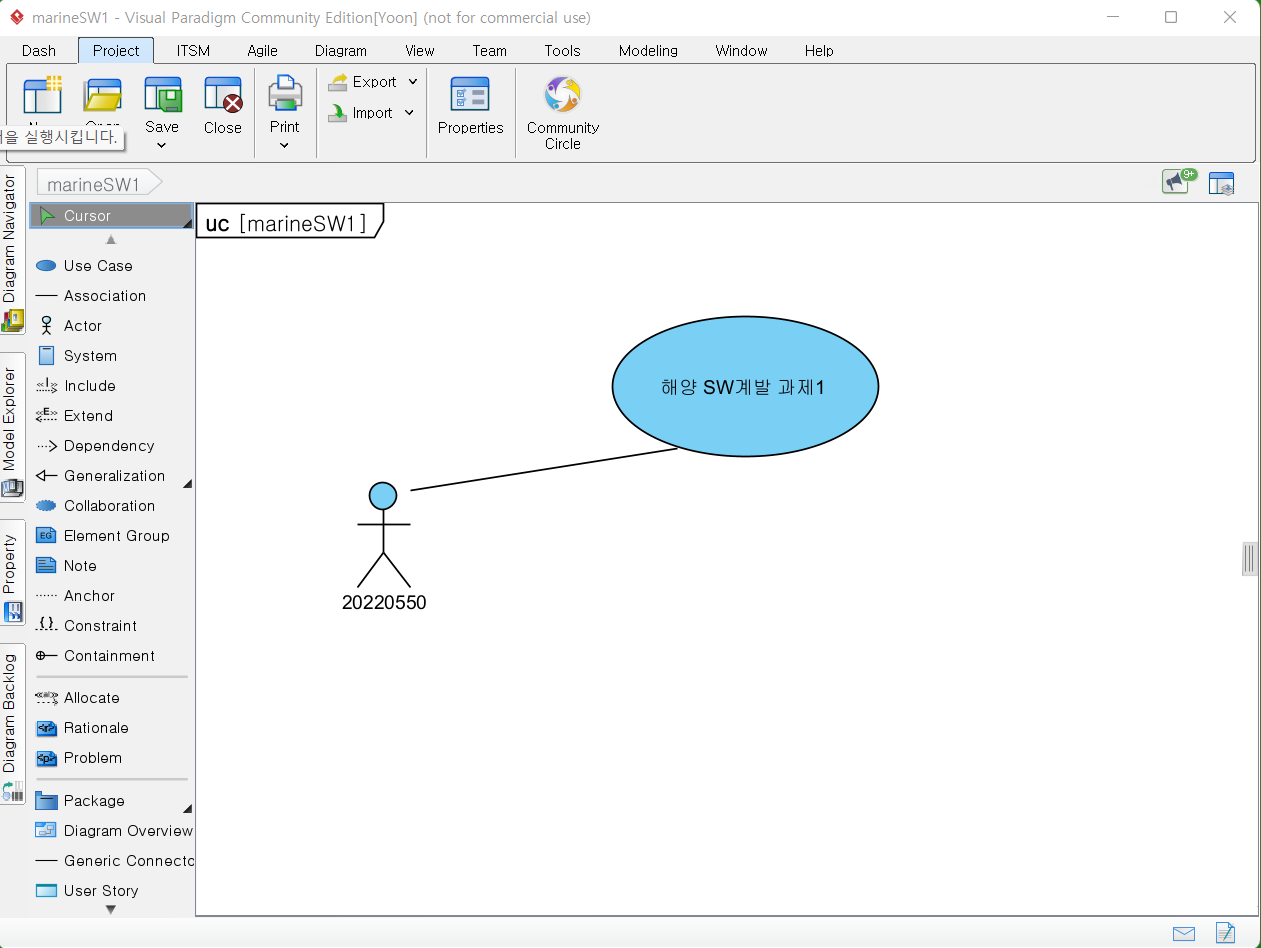 marineSW1 - Visual Paradigm Community Edition[Yoon] (not for commercial use)
Dash Project ITSM Agile Diagram View Team Tools Modeling Window Help
Save Close Print Export Import Properties Community Circle
실행시킵니다.
marineSW1
9+
Diagram Navigator
Model Explorer
Property
Diagram Backlog
Cursor
Use Case
Association
Actor
System
Include
Extend
Dependency
Generalization
Collaboration
EG Element Group
Note
Anchor
Constraint
Containment
Allocate
Rationale
Problem
Package
Diagram Overview
Generic Connecto
User Story
uc [marineSW1]
해양 SW계발 과제1
20220550